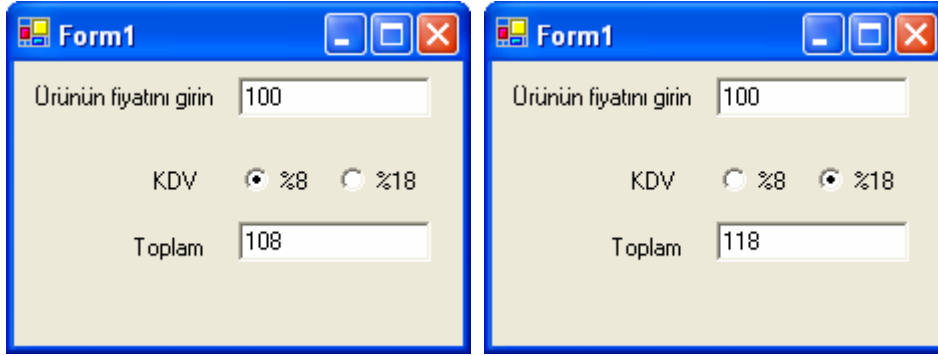 Form1
Ürünün fiyatını girin 100
KDV %8 %18
Toplam 108
Form1
Ürünün fiyatını girin 100
KDV %8 %18
Toplam 118